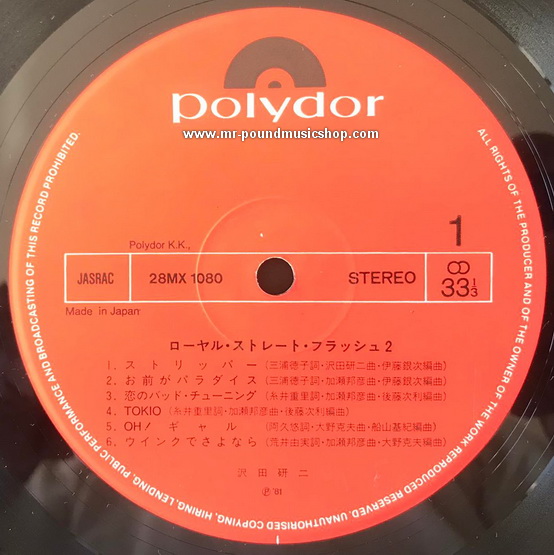 polydor
www.mr-poundmusicshop.com
Polydor K.K.,
1
JASRAC
28MX 1080
STEREO
33 1/3
Made in Japan
ローヤル・ストレート・フラッシュ2
1. ストリッパー (三浦徳子詞・沢田研二曲・伊藤銀次編曲)
2. お前がパラダイス (三浦徳子詞・加瀬邦彦曲・伊藤銀次編曲)
3. 恋のバッド・チューニング (糸井重里詞・加瀬邦彦曲・後藤次利編曲)
4. TOKIO (糸井重里詞・加瀬邦彦曲・後藤次利編曲)
5. OH! ギャル (阿久悠詞・大野克夫曲・船山基紀編曲)
6. ウインクでさよなら (荒井由実詞・加瀬邦彦曲・大野克夫編曲)
沢田研二
Ⓟ '81
ALL RIGHTS OF THE PRODUCER AND OF THE OWNER OF THE WORK REPRODUCED RESERVED. UNAUTHORISED COPYING, HIRING, LENDING, PUBLIC PERFORMANCE AND BROADCASTING OF THIS RECORD PROHIBITED.